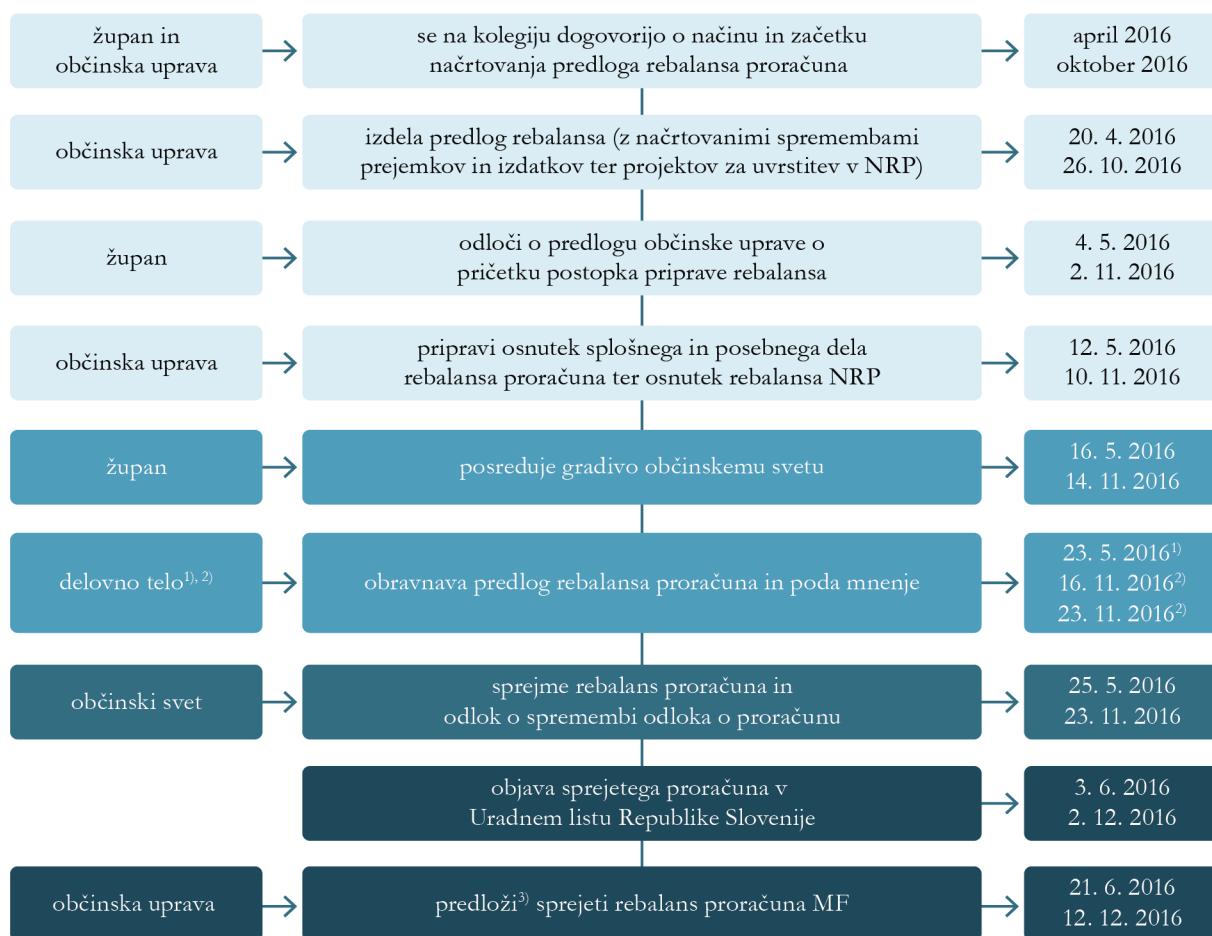 župan in
občinska uprava
se na kolegiju dogovorijo o načinu in začetku
načrtovanja predloga rebalansa proračuna
april 2016
oktober 2016
občinska uprava
izdela predlog rebalansa (z načrtovanimi spremembami
prejemkov in izdatkov ter projektov za uvrstitev v NRP)
20. 4. 2016
26. 10. 2016
župan
odloči o predlogu občinske uprave o
pričetku postopka priprave rebalansa
4. 5. 2016
2. 11. 2016
občinska uprava
pripravi osnutek splošnega in posebnega dela
rebalansa proračuna ter osnutek rebalansa NRP
12. 5. 2016
10. 11. 2016
župan
posreduje gradivo občinskemu svetu
16. 5. 2016
14. 11. 2016
delovno telo1), 2)
obravnava predlog rebalansa proračuna in poda mnenje
23. 5. 20161)
16. 11. 20162)
23. 11. 20162)
občinski svet
sprejme rebalans proračuna in
odlok o spremembi odloka o proračunu
25. 5. 2016
23. 11. 2016
objava sprejetega proračuna v
Uradnem listu Republike Slovenije
3. 6. 2016
2. 12. 2016
občinska uprava
predloži3) sprejeti rebalans proračuna MF
21. 6. 2016
12. 12. 2016